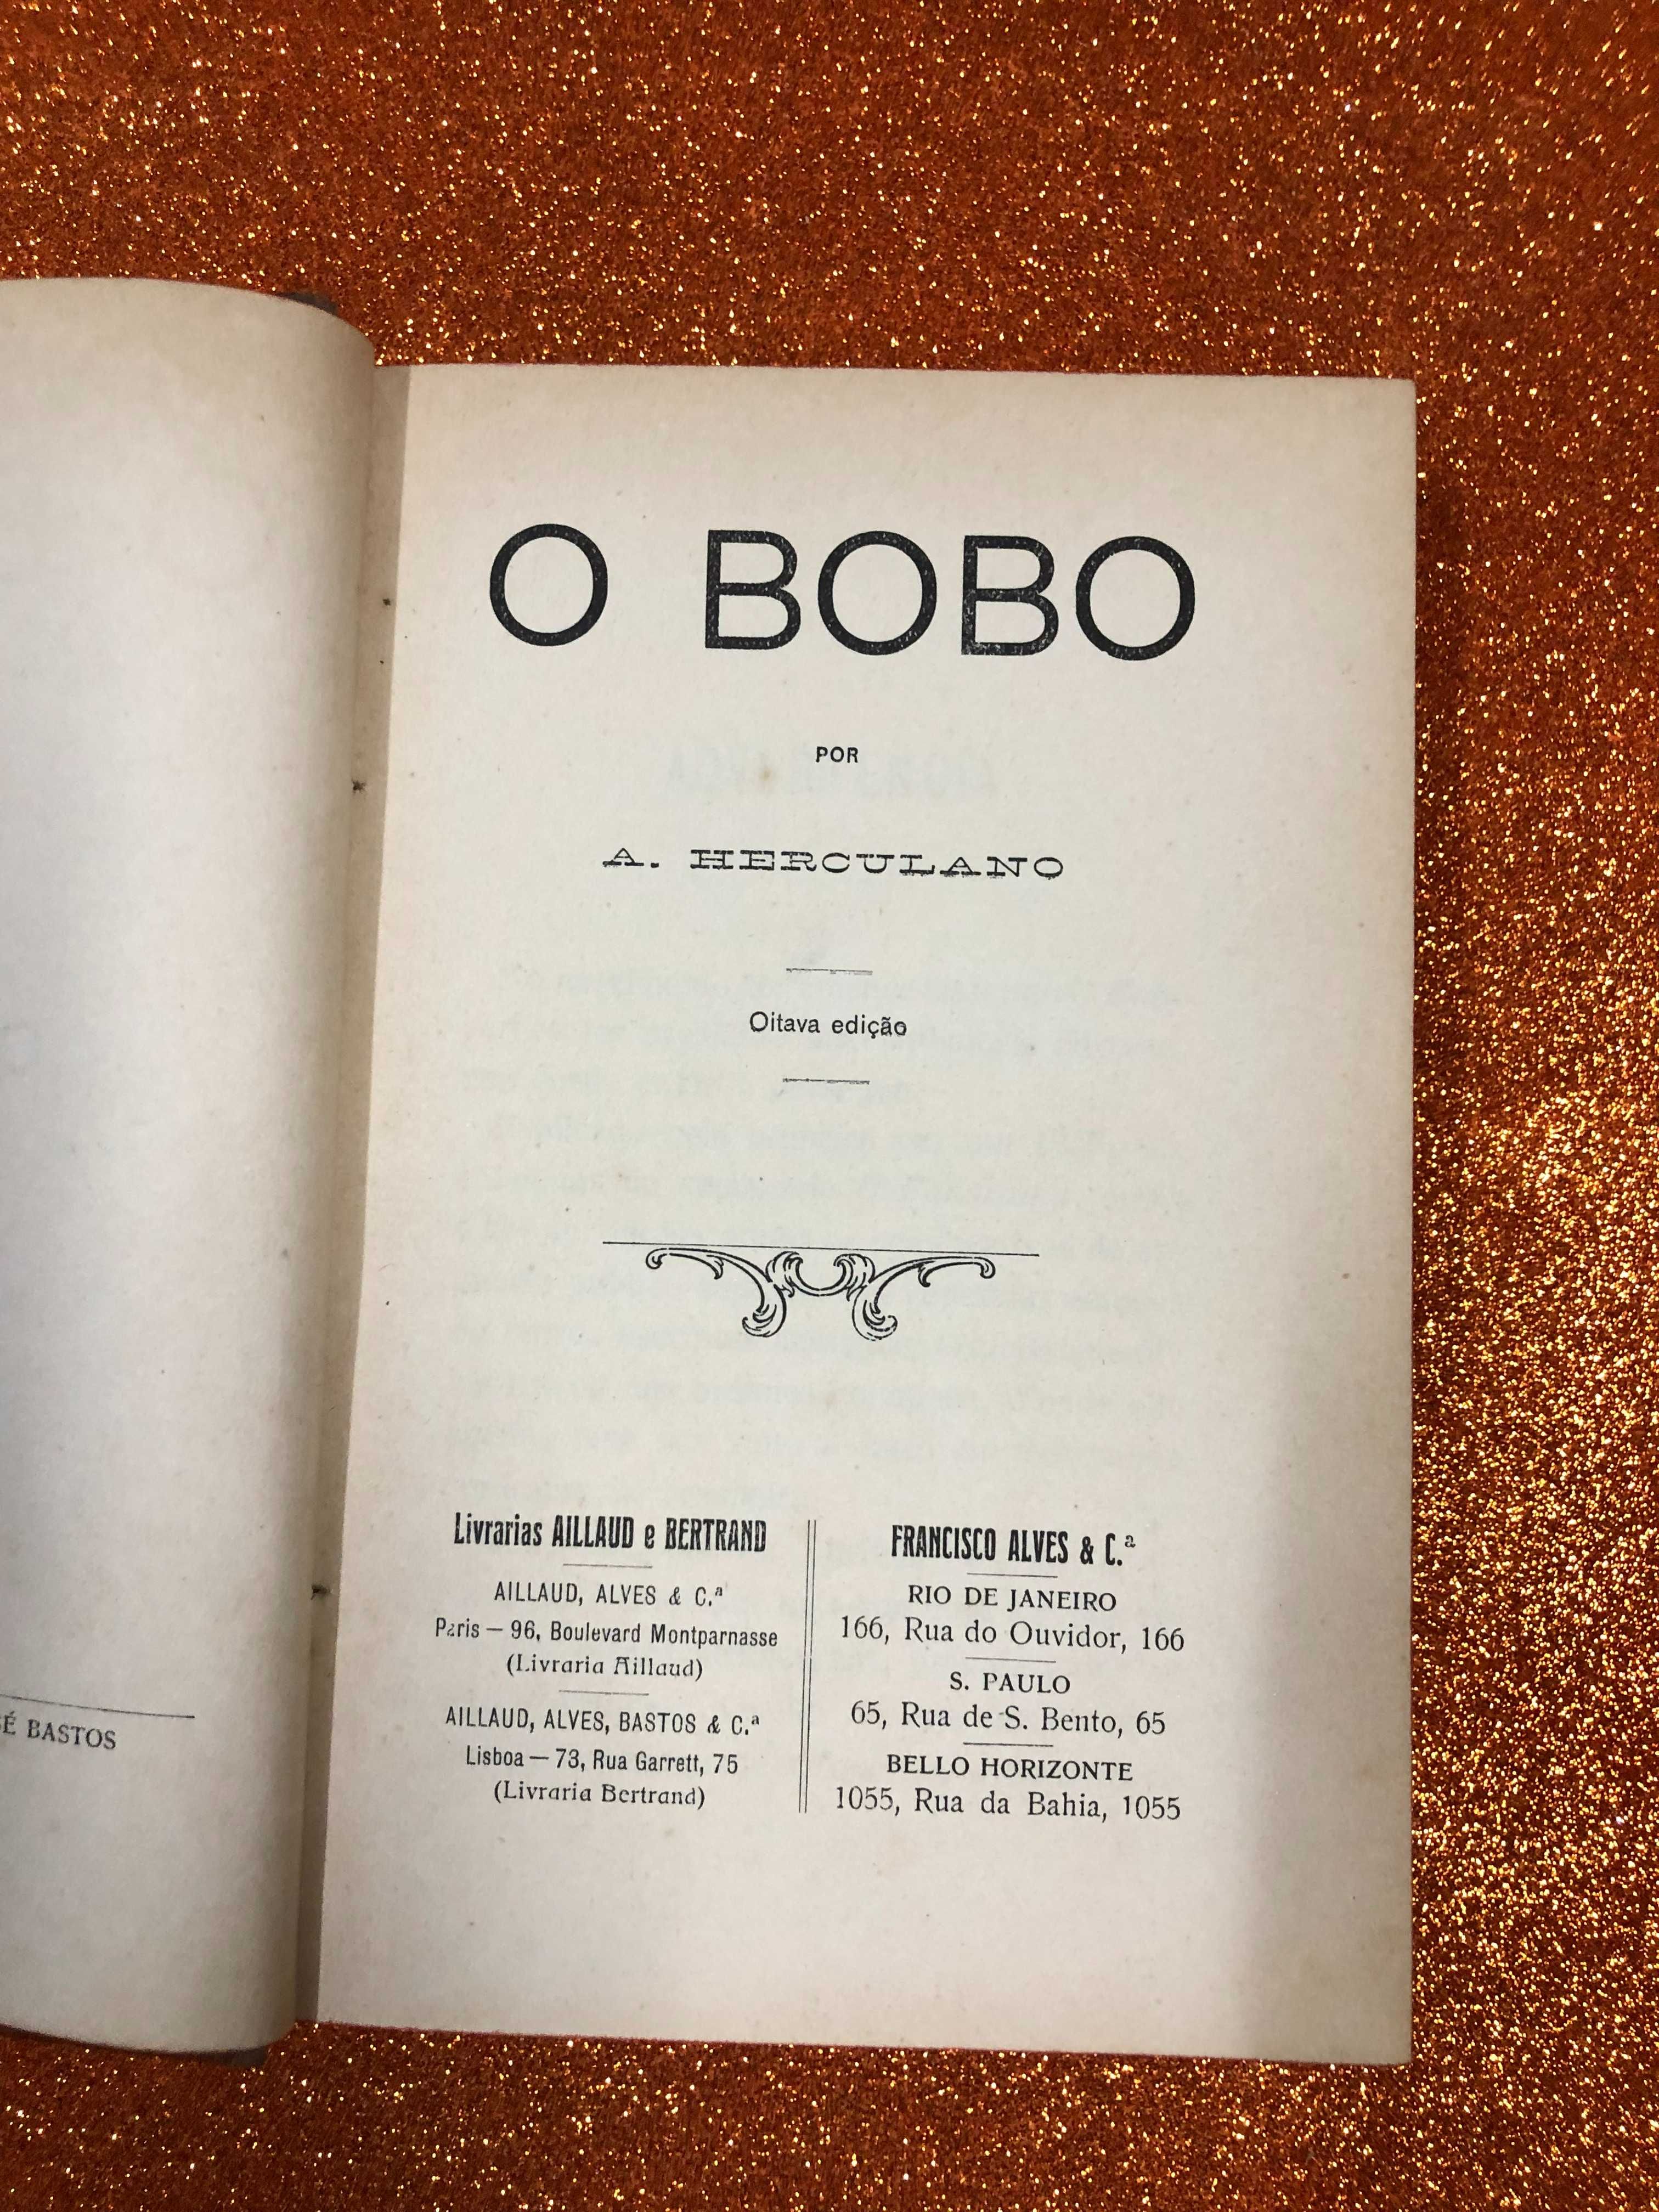 O BOBO
POR
A. HERCULANO
Oitava edição
Livrarias AILLAUD e BERTRAND
AILLAUD, ALVES & C.ª
Paris — 96, Boulevard Montparnasse
(Livraria Aillaud)
AILLAUD, ALVES, BASTOS & C.ª
Lisboa — 73, Rua Garrett, 75
(Livraria Bertrand)
FRANCISCO ALVES & C.ª
RIO DE JANEIRO
166, Rua do Ouvidor, 166
S. PAULO
65, Rua de S. Bento, 65
BELLO HORIZONTE
1055, Rua da Bahia, 1055
BASTOS